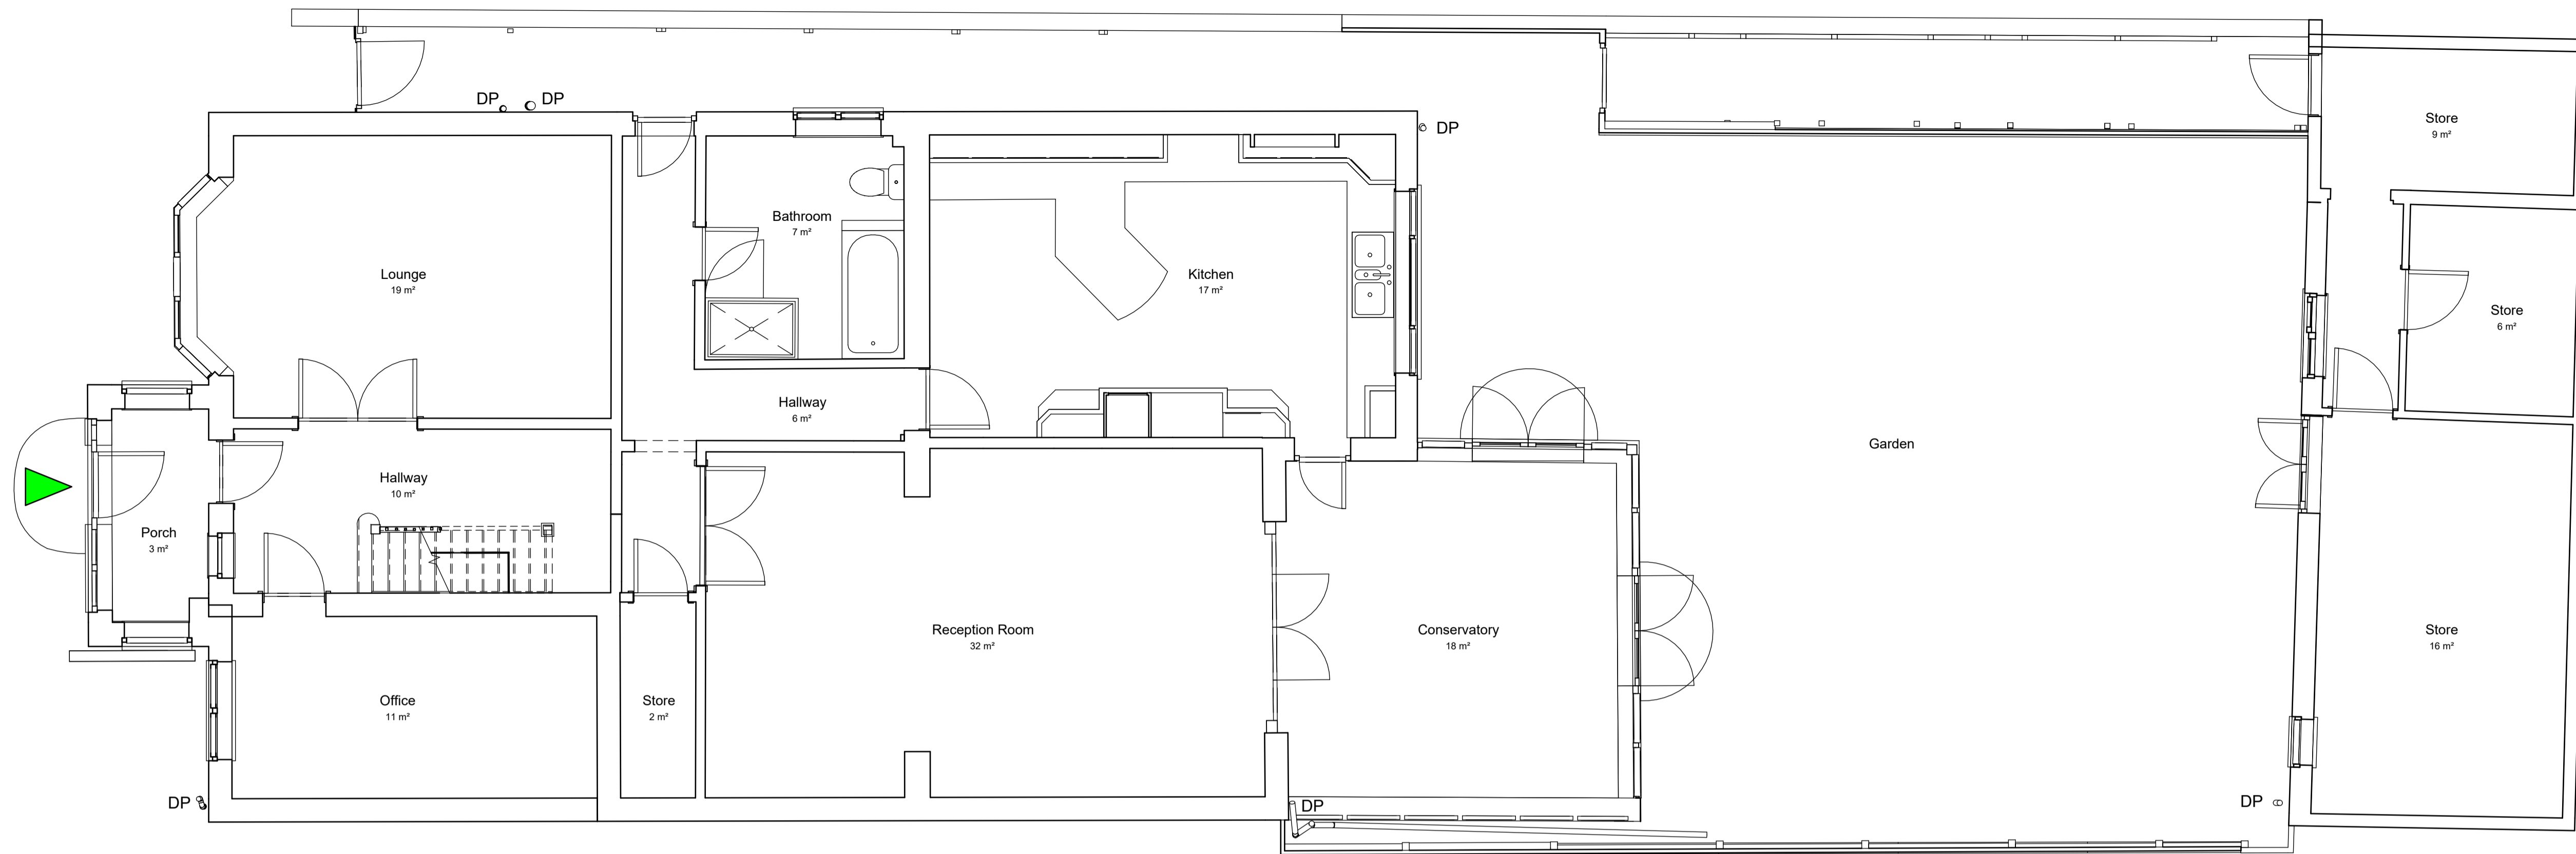 DP
DP
DP
Store
9 m²
Bathroom
7 m²
Lounge
19 m²
Kitchen
17 m²
Store
6 m²
Hallway
6 m²
Garden
Hallway
10 m²
Porch
3 m²
Reception Room
32 m²
Conservatory
18 m²
Store
16 m²
Office
11 m²
Store
2 m²
DP
DP
DP